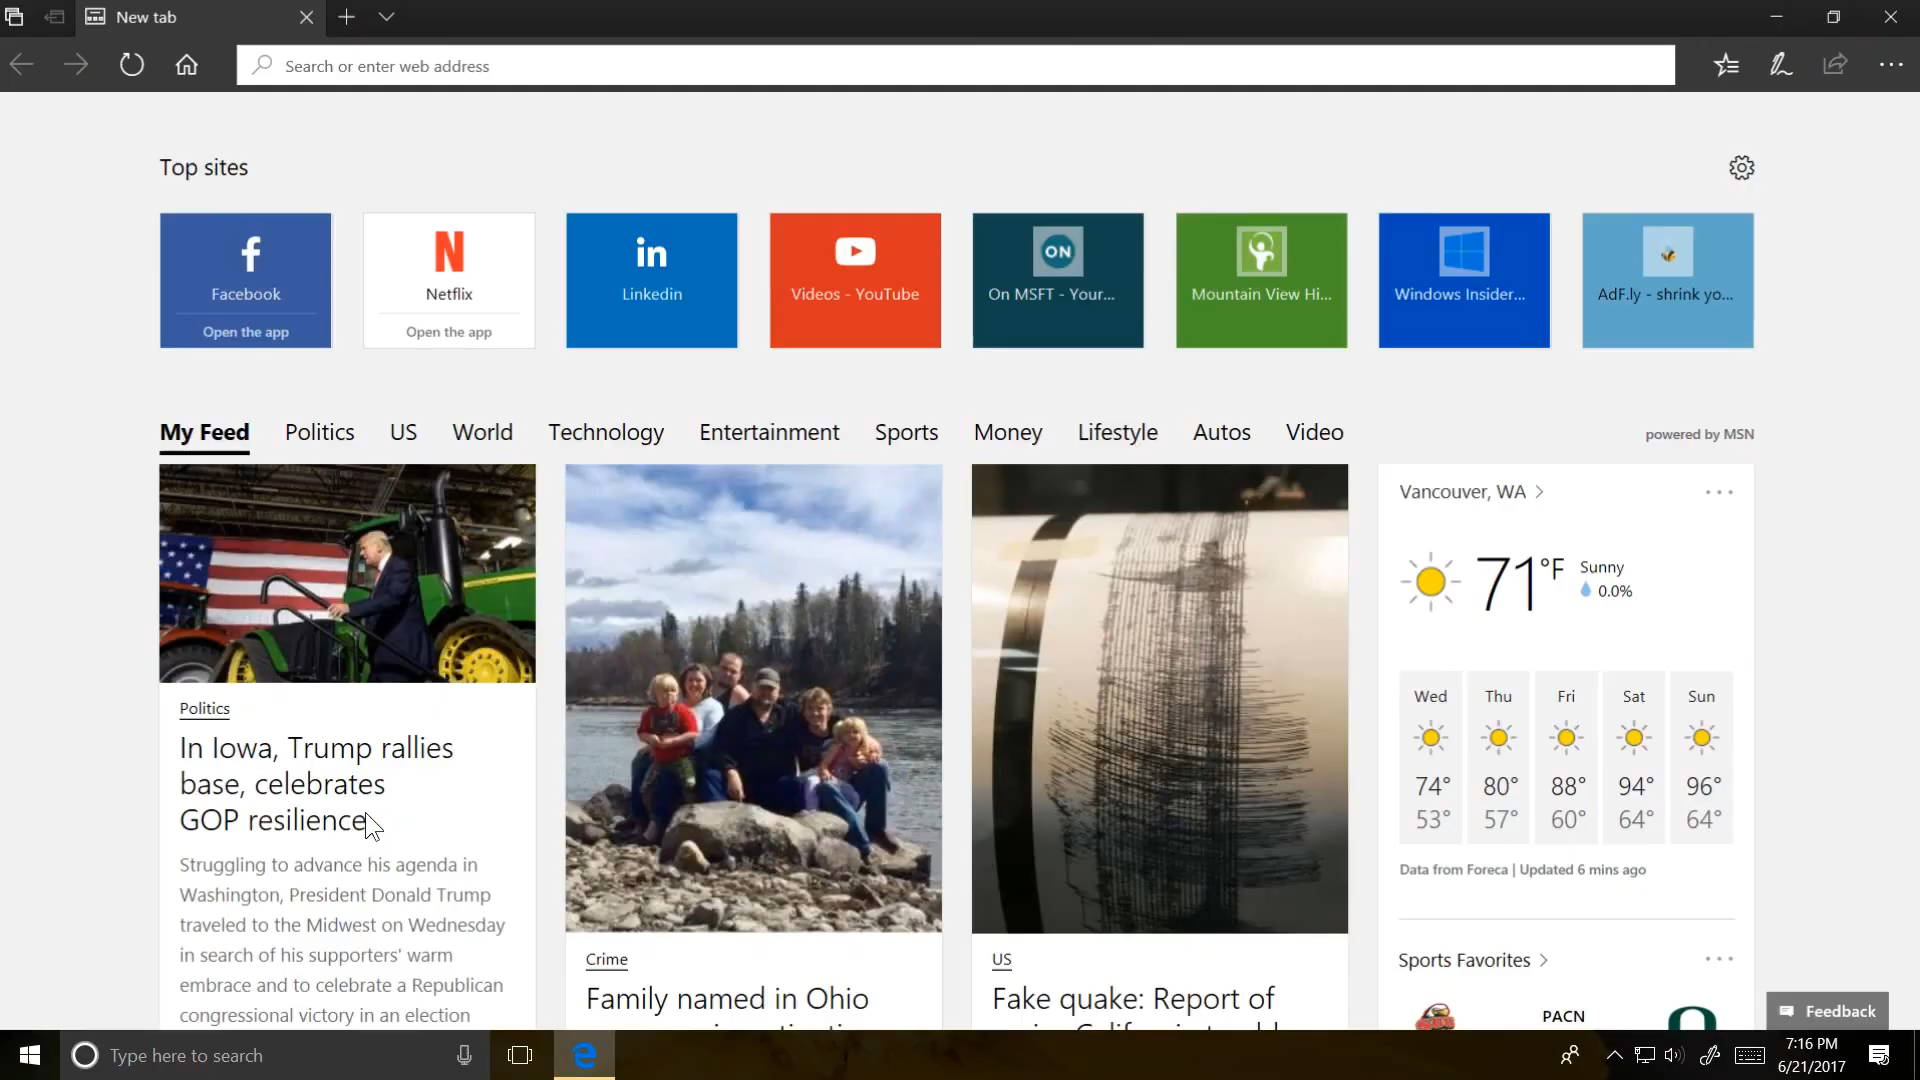 New tab
Search or enter web address
Top sites
f
Facebook
Open the app
N
Netflix
Open the app
in
Linkedin
Videos - YouTube
ON
On MSFT - Your...
Mountain View Hi...
Windows Insider...
AdF.ly - shrink yo...
My Feed
Politics
US
World
Technology
Entertainment
Sports
Money
Lifestyle
Autos
Video
powered by MSN
Politics
In Iowa, Trump rallies
base, celebrates
GOP resilience
Struggling to advance his agenda in
Washington, President Donald Trump
traveled to the Midwest on Wednesday
in search of his supporters' warm
embrace and to celebrate a Republican
congressional victory in an election
Crime
Family named in Ohio
US
Fake quake: Report of
Vancouver, WA
71°F
Sunny
0.0%
Wed Thu Fri Sat Sun
74° 80° 88° 94° 96°
53° 57° 60° 64° 64°
Data from Foreca | Updated 6 mins ago
Sports Favorites
PACN
Feedback
Type here to search
7:16 PM
6/21/2017